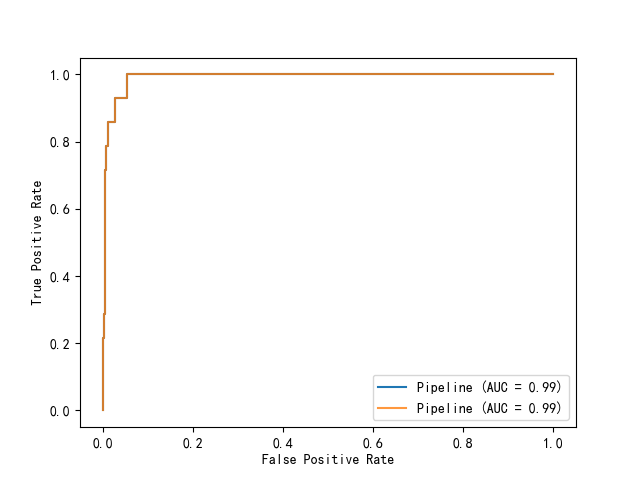 1.0
0.8
0.6
0.4
0.2
0.0
True Positive Rate
Pipeline (AUC = 0.99)
Pipeline (AUC = 0.99)
0.0 0.2 0.4 0.6 0.8 1.0
False Positive Rate